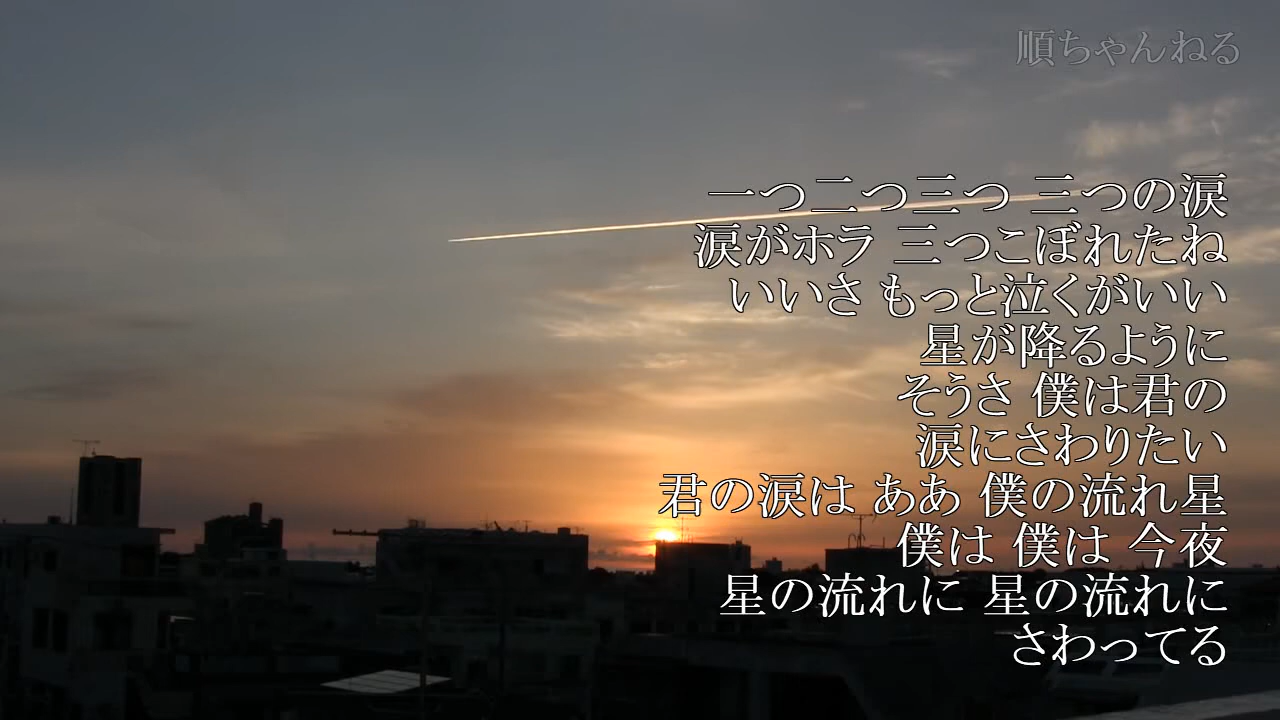 順ちゃんねる
一つ二つ三つ 三つの涙
涙がホラ 三つこぼれたね
いいさ もっと泣くがいい
星が降るように
そうさ 僕は君の
涙にさわりたい
君の涙は ああ 僕の流れ星
僕は 僕は 今夜
星の流れに 星の流れに
さわってる